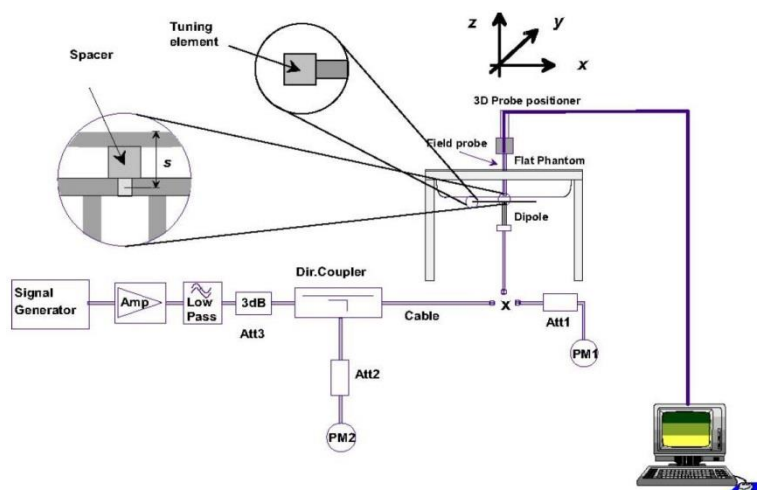 Tuning
element
Spacer
s
z
y
x
3D Probe positioner
Field probe
Flat Phantom
Dipole
Signal
Generator
Amp
Low
Pass
3dB
Att3
Dir.Coupler
Cable
x
Att1
PM1
Att2
PM2